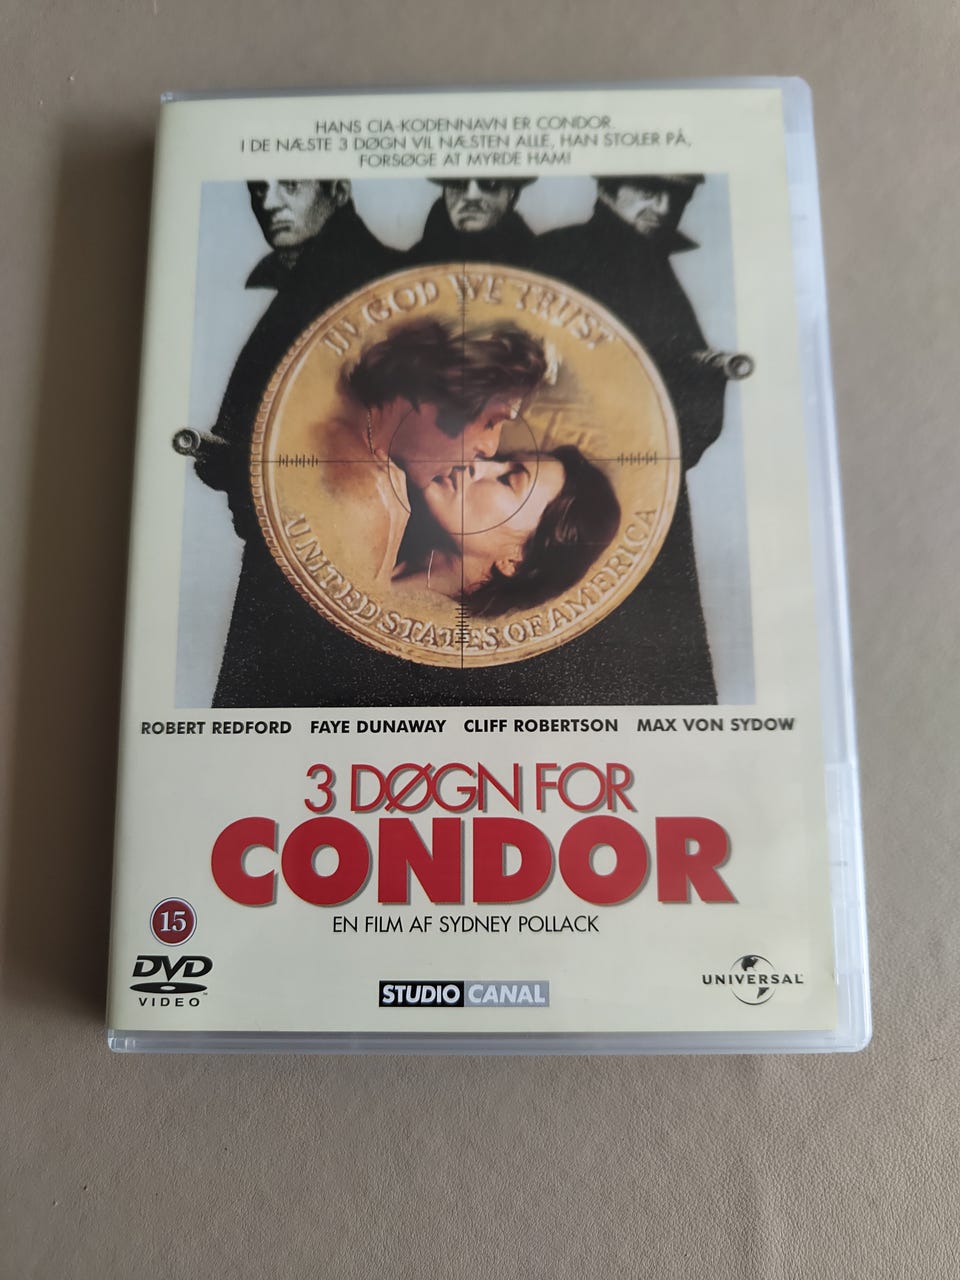 HANS CIA-KODENNAVN ER CONDOR.
I DE NÆSTE 3 DØGN VIL NÆSTEN ALLE, HAN STOLER PÅ,
FORSØGE AT MYRDE HAM!
IN GOD WE TRUST
UNITED STATES OF AMERICA
ROBERT REDFORD FAYE DUNAWAY CLIFF ROBERTSON MAX VON SYDOW
3 DØGN FOR
CONDOR
EN FILM AF SYDNEY POLLACK
15
DVD
VIDEO
STUDIO CANAL
UNIVERSAL